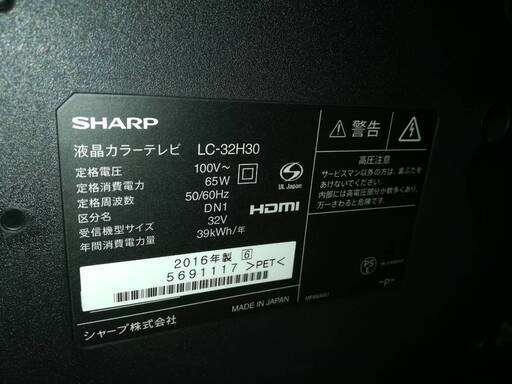 SHARP
液晶カラーテレビ LC-32H30
定格電圧 100V~
定格消費電力 65W
定格周波数 50/60Hz
区分名 DN1
受信機型サイズ 32V
年間消費電力量 39kWh/年
UL Japan
HDMI
2016年製 6
5691117 >PET<
MADE IN JAPAN
シャープ株式会社
警告
高圧注意
サービスマン以外の方は、裏ぶたを
あけないでください。
内部には高電圧部分が数多くあり、
万一さわると危険です。
PS
E
-P-